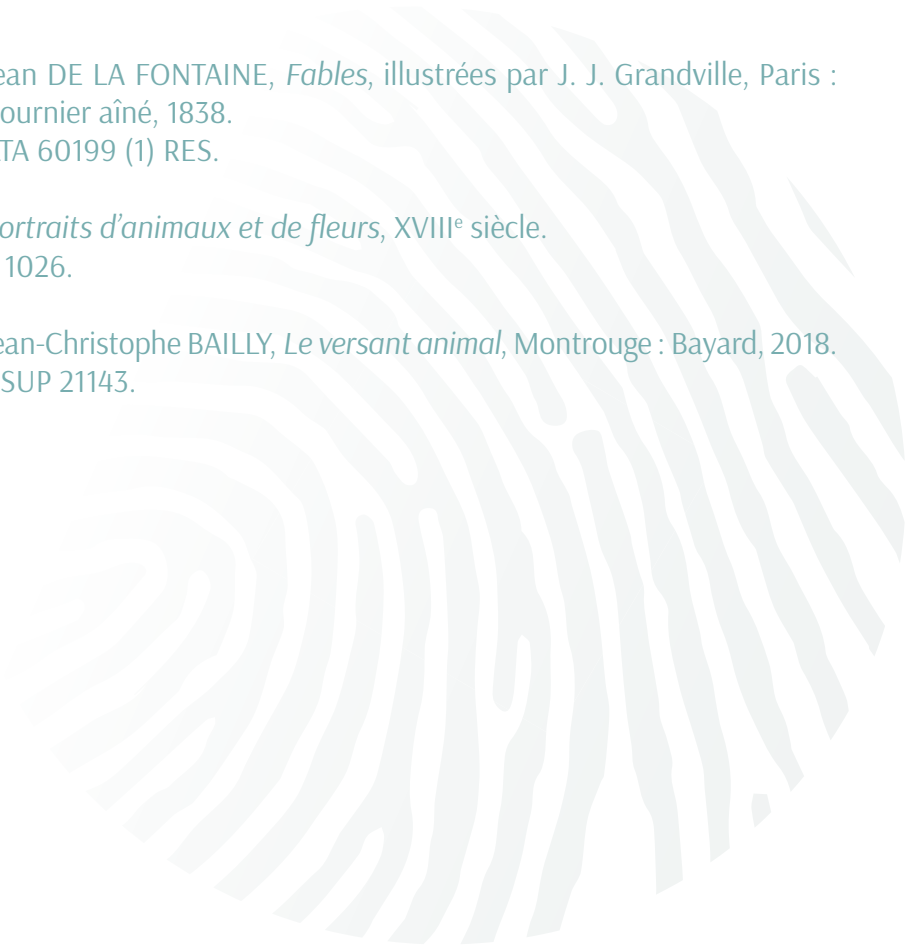 ean DE LA FONTAINE, Fables, illustrées par J. J. Grandville, Paris :
ournier aîné, 1838.
TA 60199 (1) RES.
ortraits d’animaux et de fleurs, XVIIIe siècle.
1026.
ean-Christophe BAILLY, Le versant animal, Montrouge : Bayard, 2018.
SUP 21143.